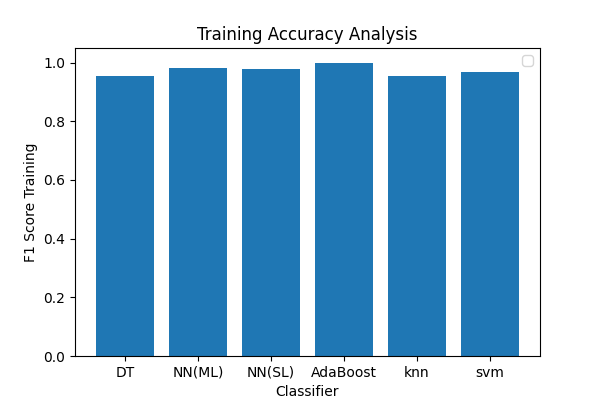 Training Accuracy Analysis
F1 Score Training
1.0
0.8
0.6
0.4
0.2
0.0
DT NN(ML) NN(SL) AdaBoost knn svm
Classifier